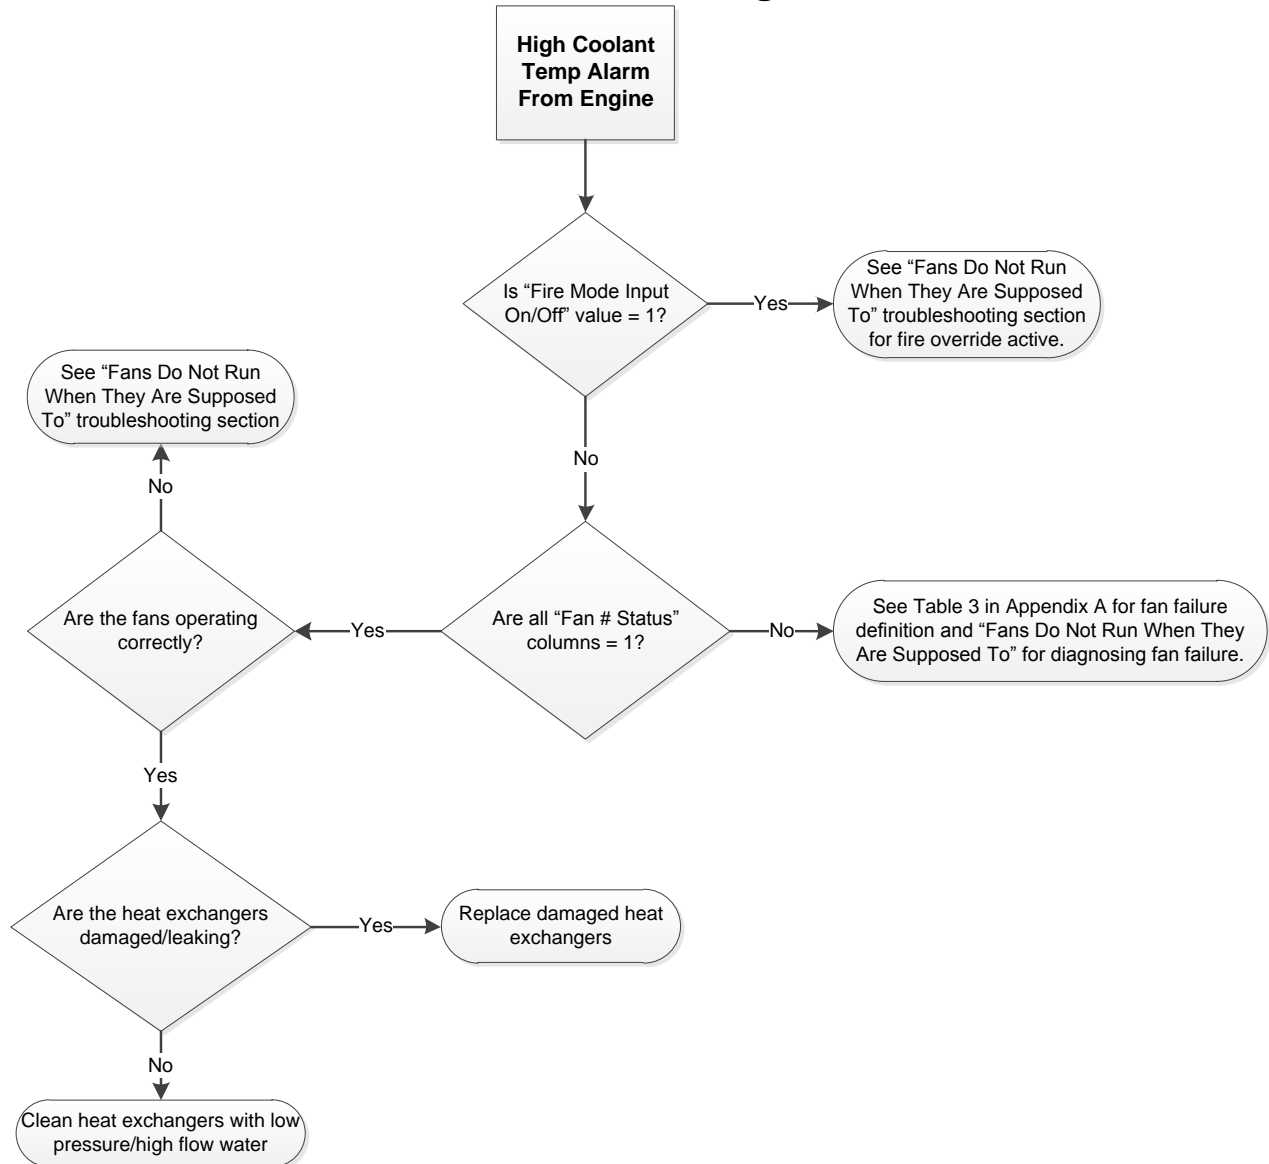 High Coolant
Temp Alarm
From Engine
Is “Fire Mode Input
On/Off” value = 1?
Yes
See “Fans Do Not Run
When They Are Supposed
To” troubleshooting section
for fire override active.
No
Are all “Fan # Status”
columns = 1?
No
See Table 3 in Appendix A for fan failure
definition and “Fans Do Not Run When They
Are Supposed To” for diagnosing fan failure.
Yes
Are the fans operating
correctly?
No
See “Fans Do Not Run
When They Are Supposed
To” troubleshooting section
Yes
Are the heat exchangers
damaged/leaking?
Yes
Replace damaged heat
exchangers
No
Clean heat exchangers with low
pressure/high flow water